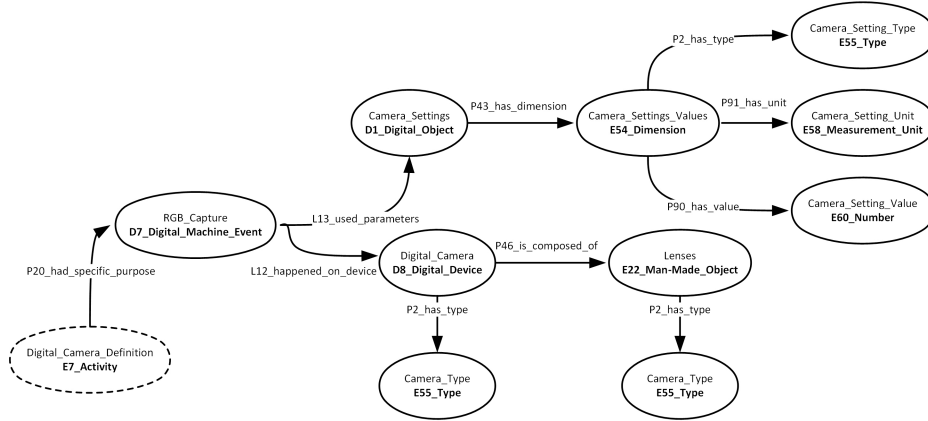 Camera_Setting_Type
E55_Type
P2_has_type
P91_has_unit
P43_has_dimension
Camera_Settings
D1_Digital_Object
Camera_Settings_Values
E54_Dimension
Camera_Setting_Unit
E58_Measurement_Unit
P90_has_value
Camera_Setting_Value
E60_Number
RGB_Capture
D7_Digital_Machine_Event
L13_used_parameters
P46_is_composed_of
P20_had_specific_purpose
L12_happened_on_device
Digital_Camera
D8_Digital_Device
Lenses
E22_Man-Made_Object
P2_has_type
P2_has_type
Digital_Camera_Definition
E7_Activity
Camera_Type
E55_Type
Camera_Type
E55_Type